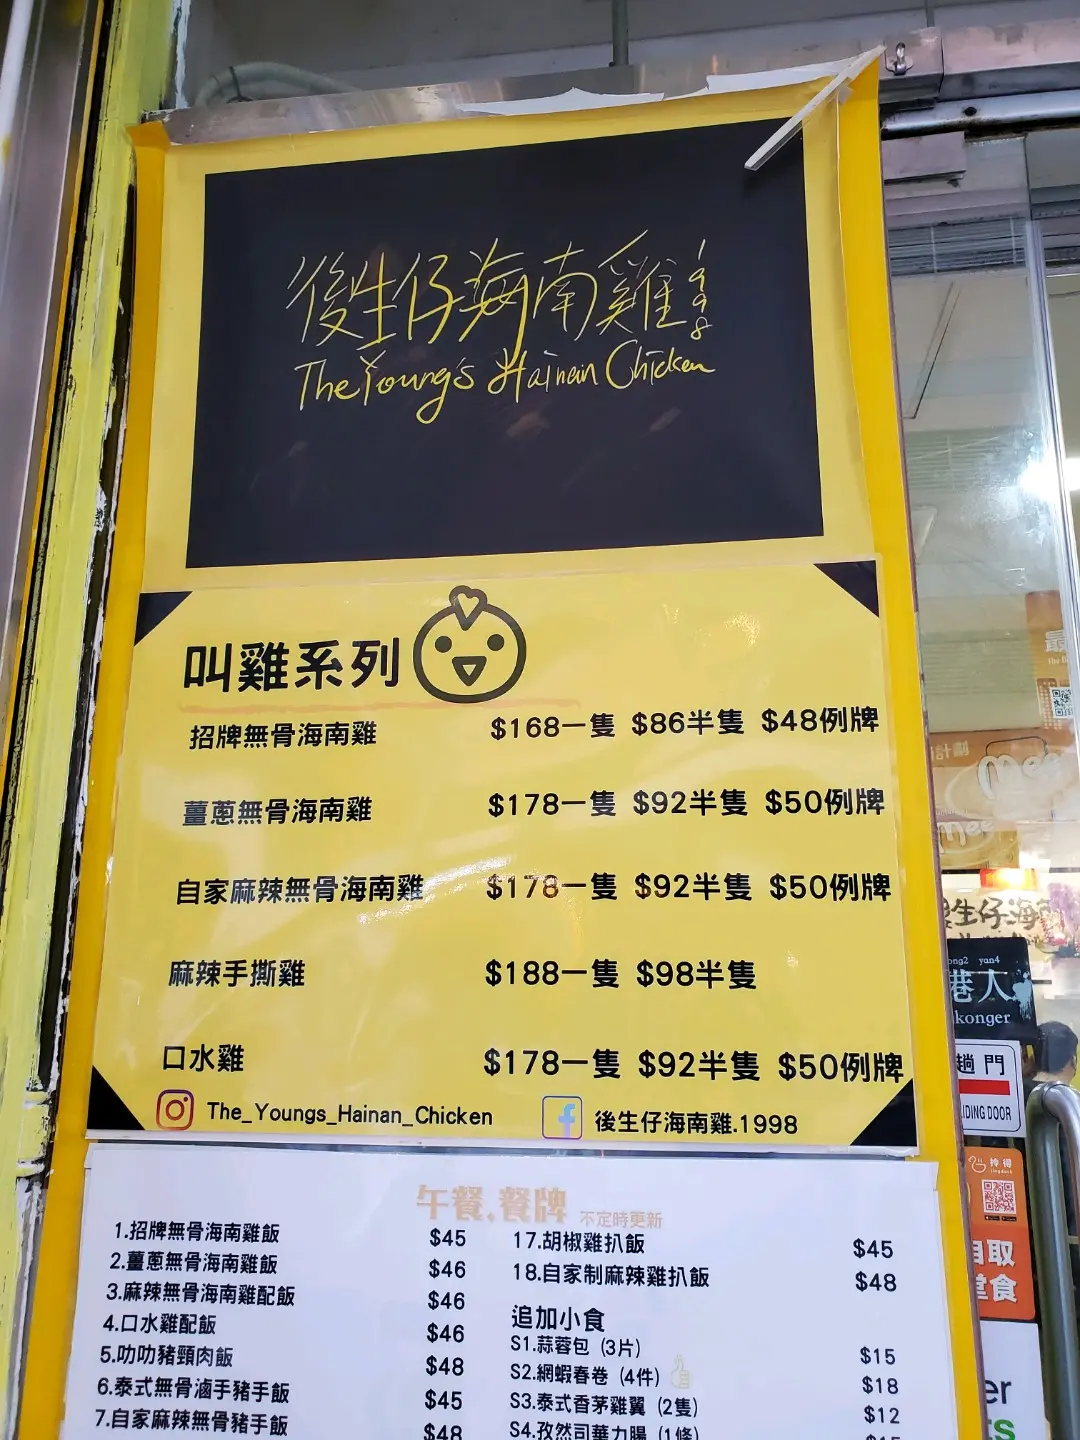 後生仔海南雞 1998
The Young's Hainan Chicken
叫雞系列
招牌無骨海南雞 $168一隻 $86半隻 $48例牌
薑蔥無骨海南雞 $178一隻 $92半隻 $50例牌
自家麻辣無骨海南雞 $178一隻 $92半隻 $50例牌
麻辣手撕雞 $188一隻 $98半隻
口水雞 $178一隻 $92半隻 $50例牌
The_Youngs_Hainan_Chicken 後生仔海南雞.1998
午餐.餐牌 不定時更新
1.招牌無骨海南雞飯 $45
2.薑蔥無骨海南雞飯 $46
3.麻辣無骨海南雞配飯 $46
4.口水雞配飯 $46
5.叻叻豬頸肉飯 $48
6.泰式無骨滷手豬手飯 $45
7.自家麻辣無骨豬手飯 $48
17.胡椒雞扒飯 $45
18.自家制麻辣雞扒飯 $48
追加小食
S1.蒜蓉包 (3片) $15
S2.網蝦春卷 (4件) $18
S3.泰式香茅雞翼 (2隻) $12
S4.孜然司華力腸 (1條) $15
生仔海
ong2 yan4
港人
konger
趟門
IDING DOOR
拎得
自取
堂食